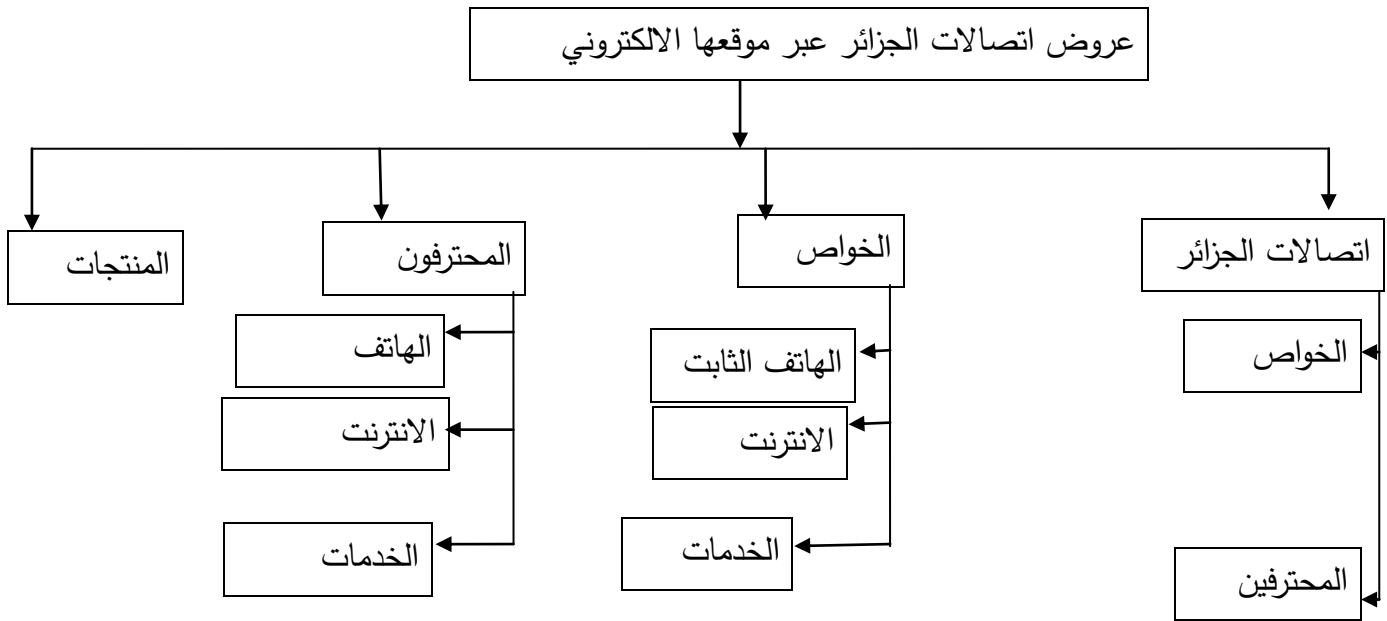 عروض اتصالات الجزائر عبر موقعها الالكتروني
اتصالات الجزائر
الخواص
المحترفين
الخواص
الهاتف الثابت
الانترنت
الخدمات
المحترفون
الهاتف
الانترنت
الخدمات
المنتجات